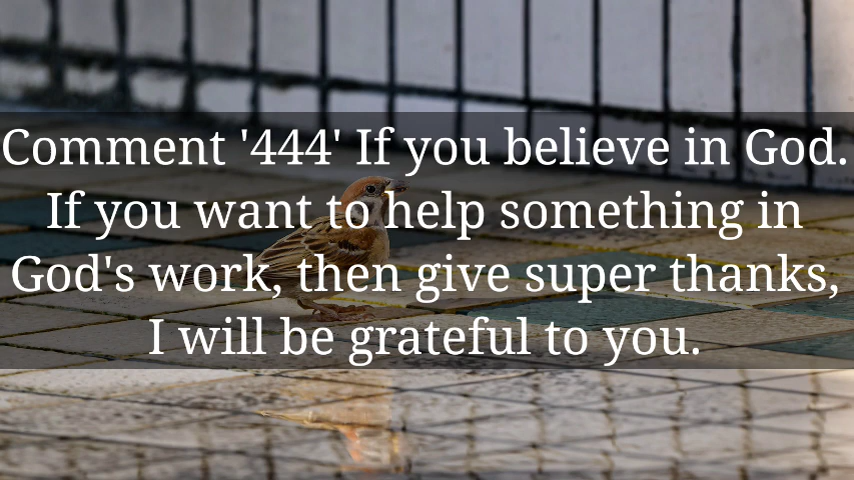 Comment '444' If you believe in God.
If you want to help something in
God's work, then give super thanks,
I will be grateful to you.